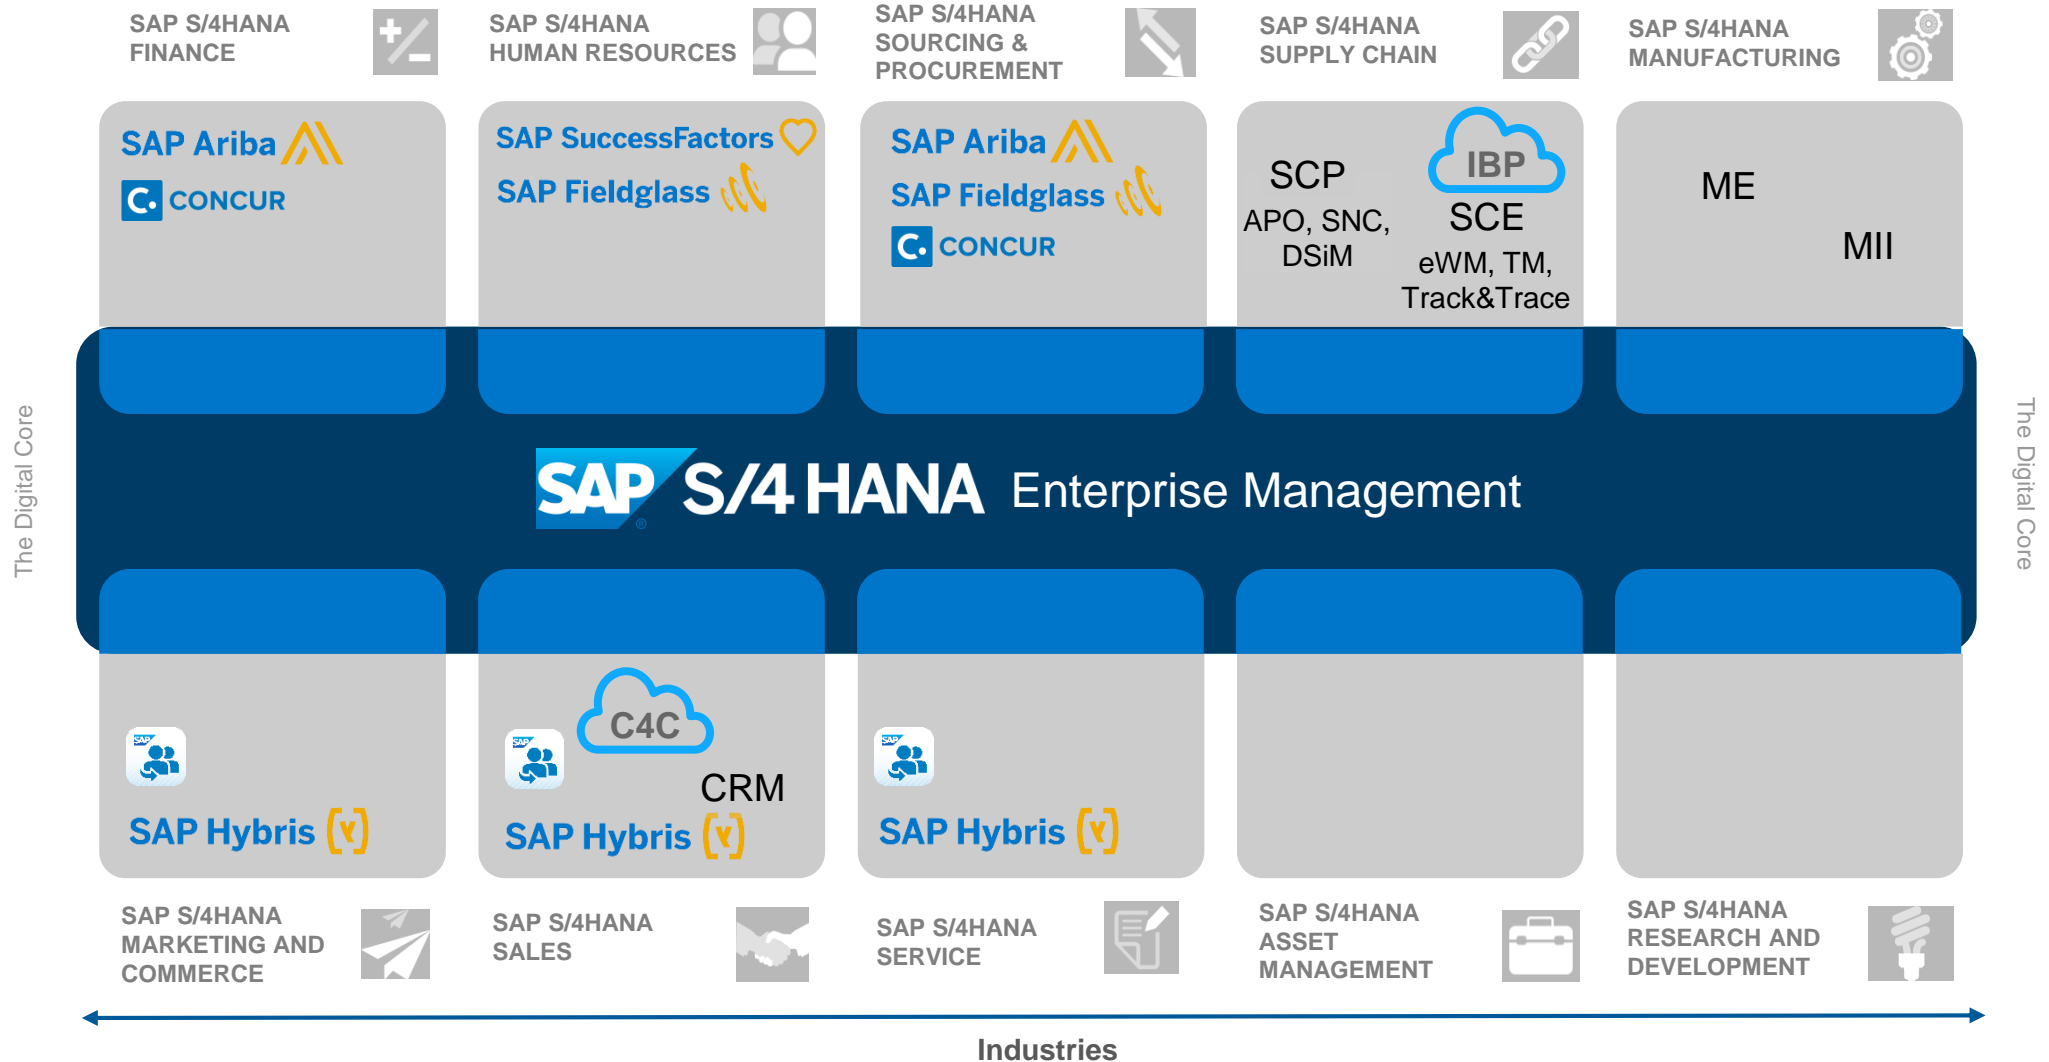 SAP S/4HANA
FINANCE
SAP S/4HANA
HUMAN RESOURCES
SAP S/4HANA
SOURCING &
PROCUREMENT
SAP S/4HANA
SUPPLY CHAIN
SAP S/4HANA
MANUFACTURING
SAP Ariba
C. CONCUR
SAP SuccessFactors
SAP Fieldglass
SAP Ariba
SAP Fieldglass
C. CONCUR
SCP
APO, SNC,
DSiM
IBP
SCE
eWM, TM,
Track&Trace
ME
MII
The Digital Core
SAP® S/4HANA Enterprise Management
The Digital Core
SAP
SAP Hybris
SAP
C4C
CRM
SAP Hybris
SAP
SAP Hybris
SAP S/4HANA
MARKETING AND
COMMERCE
SAP S/4HANA
SALES
SAP S/4HANA
SERVICE
SAP S/4HANA
ASSET
MANAGEMENT
SAP S/4HANA
RESEARCH AND
DEVELOPMENT
Industries